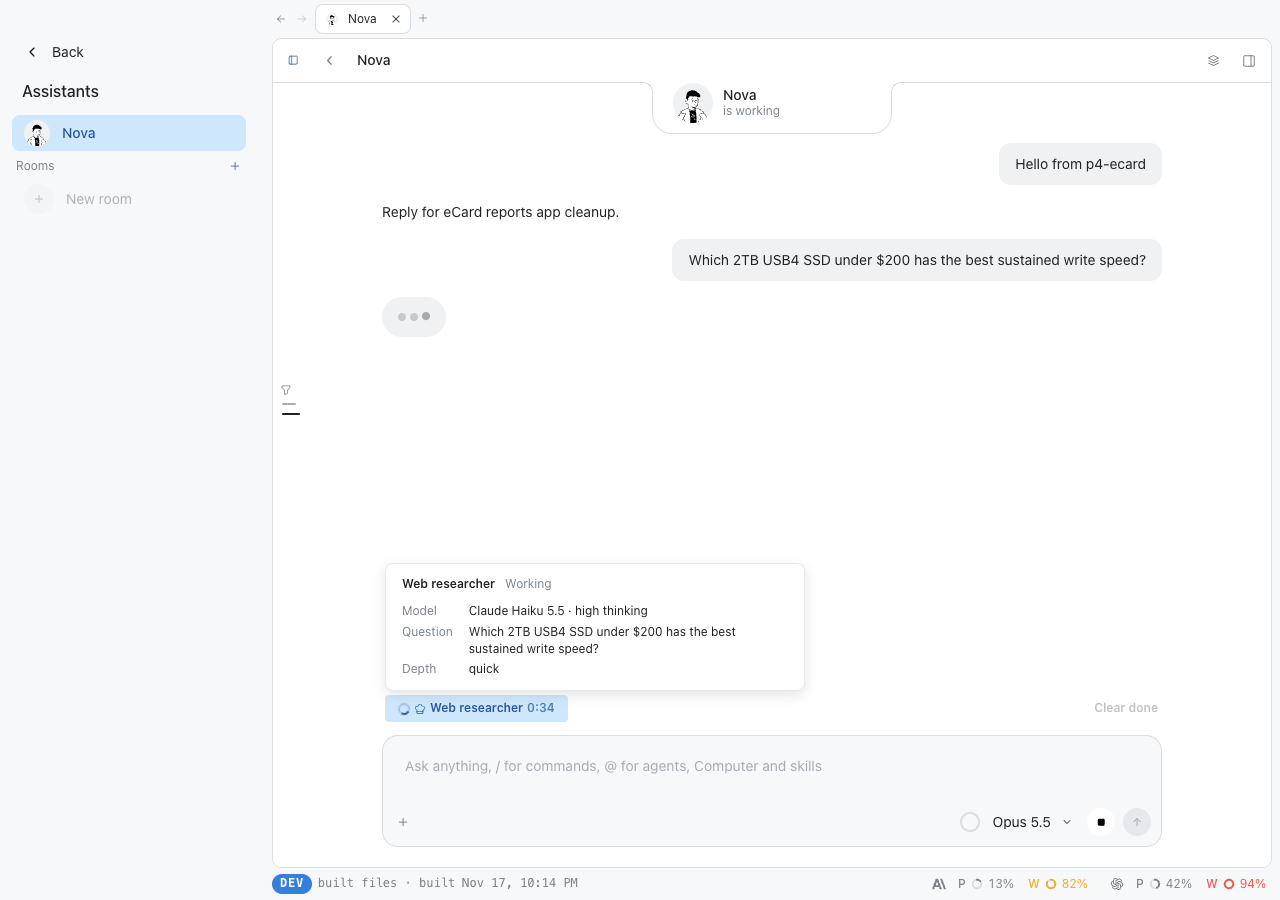 Nova
Back
Nova
Assistants
Nova
is working
Nova
Rooms
Hello from p4-ecard
New room
Reply for eCard reports app cleanup.
Which 2TB USB4 SSD under $200 has the best sustained write speed?
Web researcher Working
Model Claude Haiku 5.5 · high thinking
Question Which 2TB USB4 SSD under $200 has the best
sustained write speed?
Depth quick
Web researcher 0:34
Clear done
Ask anything, / for commands, @ for agents, Computer and skills
Opus 5.5
DEV built files · built Nov 17, 10:14 PM
P 13% W 82% P 42% W 94%